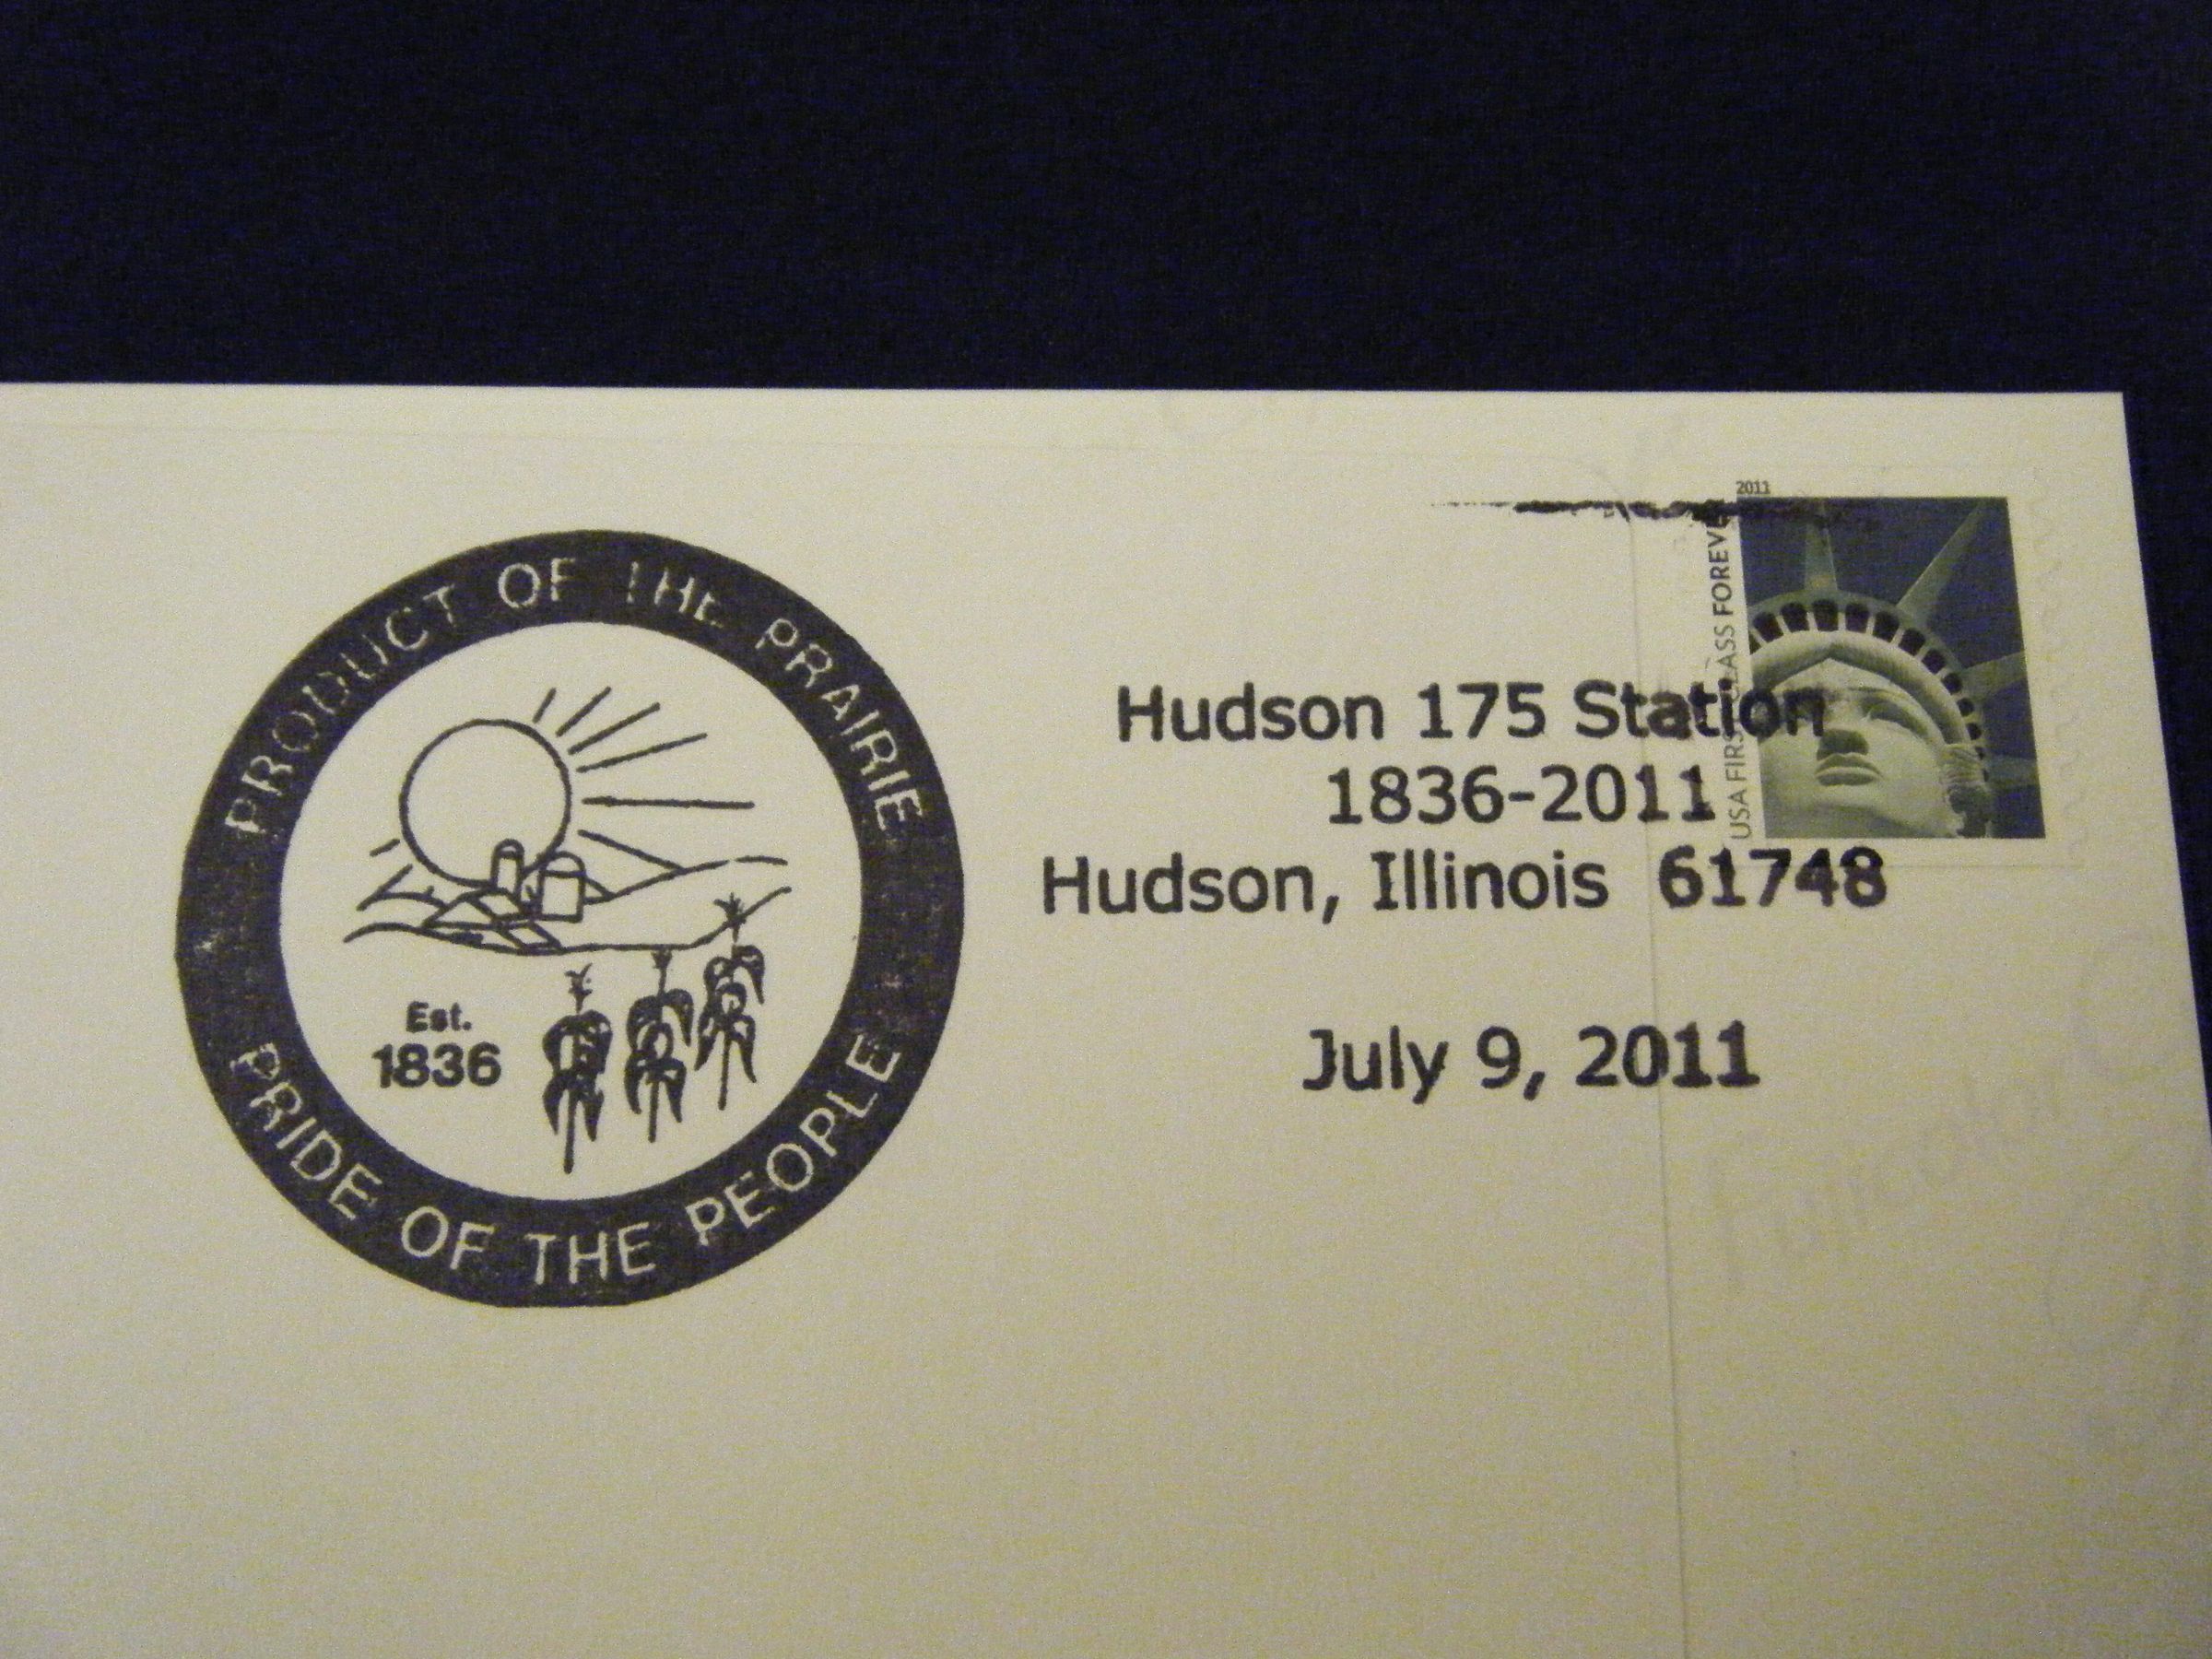 PRODUCT OF THE PRAIRIE
Est.
1836
PRIDE OF THE PEOPLE
Hudson 175 Station
1836-2011
Hudson, Illinois 61748
July 9, 2011
2011
USA FIRST-CLASS FOREVER